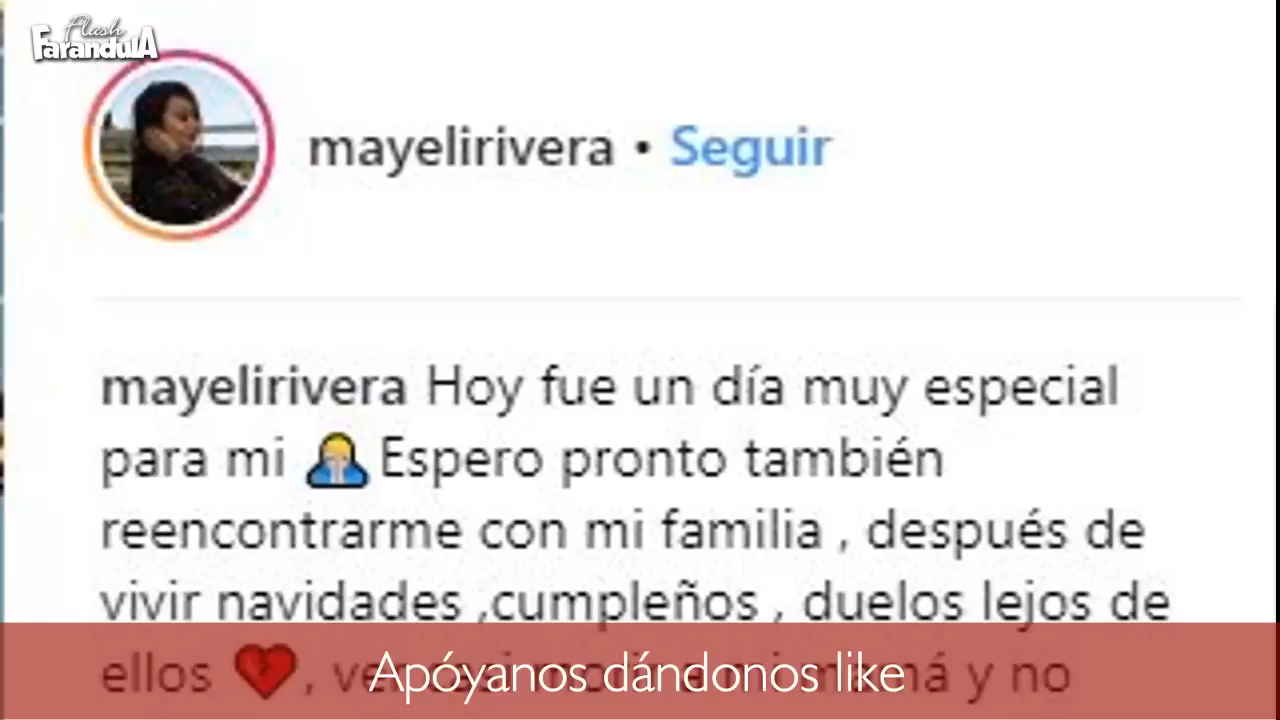 Flash
FarandulA
mayelirivera • Seguir
mayelirivera Hoy fue un día muy especial
para mi 🤦Espero pronto también
reencontrarme con mi familia , después de
vivir navidades ,cumpleños , duelos lejos de
ellos 💔, mamá y no
Apóyanos dándonos like